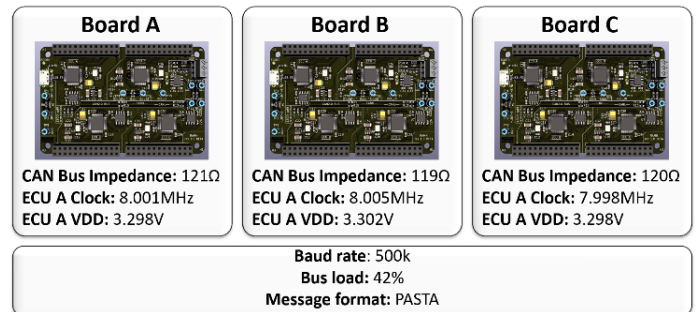 Board A
CAN Bus Impedance: 121Ω
ECU A Clock: 8.001MHz
ECU A VDD: 3.298V
Board B
CAN Bus Impedance: 119Ω
ECU A Clock: 8.005MHz
ECU A VDD: 3.302V
Board C
CAN Bus Impedance: 120Ω
ECU A Clock: 7.998MHz
ECU A VDD: 3.298V
Baud rate: 500k
Bus load: 42%
Message format: PASTA